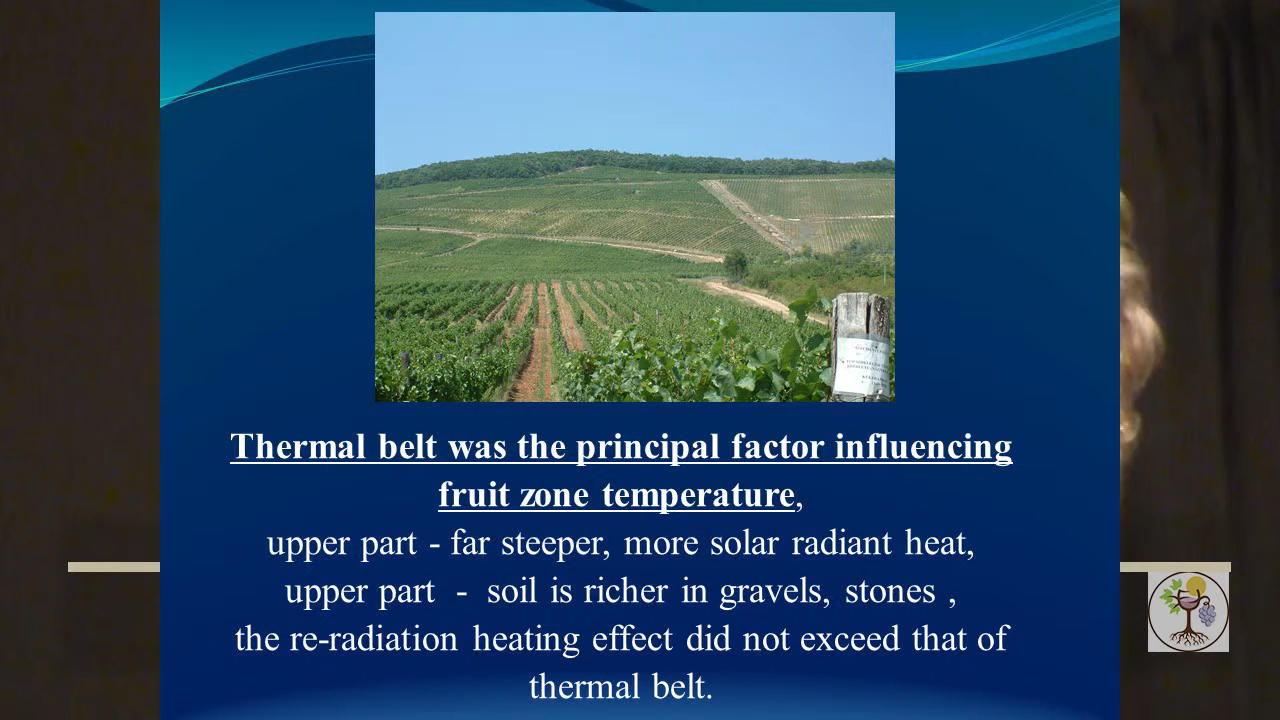 Thermal belt was the principal factor influencing
fruit zone temperature,
upper part - far steeper, more solar radiant heat,
upper part - soil is richer in gravels, stones ,
the re-radiation heating effect did not exceed that of
thermal belt.